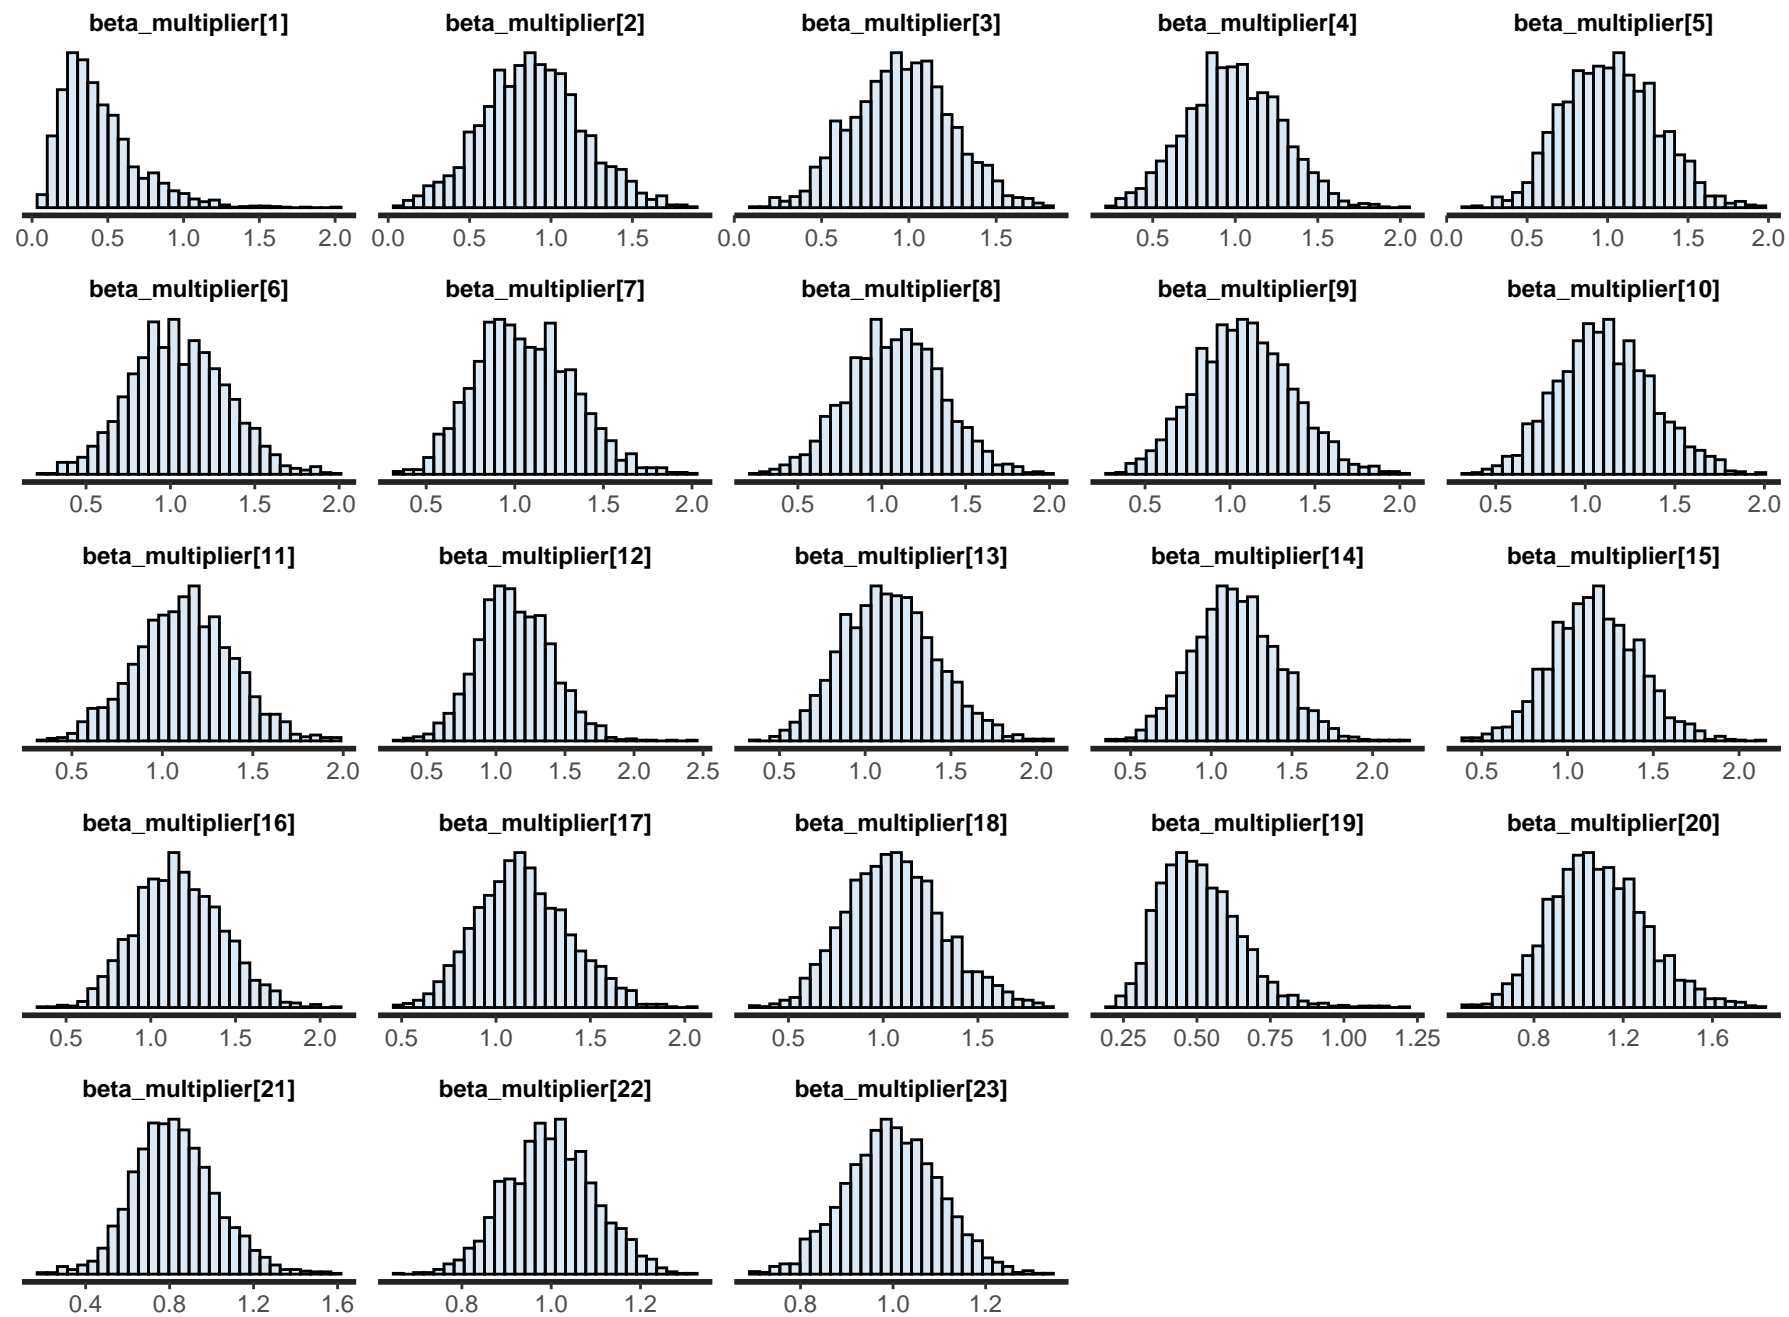 beta_multiplier[1] beta_multiplier[2] beta_multiplier[3] beta_multiplier[4] beta_multiplier[5]
0.0 0.5 1.0 1.5 2.0 0.0 0.5 1.0 1.5 0.0 0.5 1.0 1.5 0.5 1.0 1.5 2.0 0.0 0.5 1.0 1.5 2.0
beta_multiplier[6] beta_multiplier[7] beta_multiplier[8] beta_multiplier[9] beta_multiplier[10]
0.5 1.0 1.5 2.0 0.5 1.0 1.5 2.0 0.5 1.0 1.5 2.0 0.5 1.0 1.5 2.0 0.5 1.0 1.5 2.0
beta_multiplier[11] beta_multiplier[12] beta_multiplier[13] beta_multiplier[14] beta_multiplier[15]
0.5 1.0 1.5 2.0 0.5 1.0 1.5 2.0 2.5 0.5 1.0 1.5 2.0 0.5 1.0 1.5 2.0 0.5 1.0 1.5 2.0
beta_multiplier[16] beta_multiplier[17] beta_multiplier[18] beta_multiplier[19] beta_multiplier[20]
0.5 1.0 1.5 2.0 0.5 1.0 1.5 2.0 0.5 1.0 1.5 0.25 0.50 0.75 1.00 1.25 0.8 1.2 1.6
beta_multiplier[21] beta_multiplier[22] beta_multiplier[23]
0.4 0.8 1.2 1.6 0.8 1.0 1.2 0.8 1.0 1.2